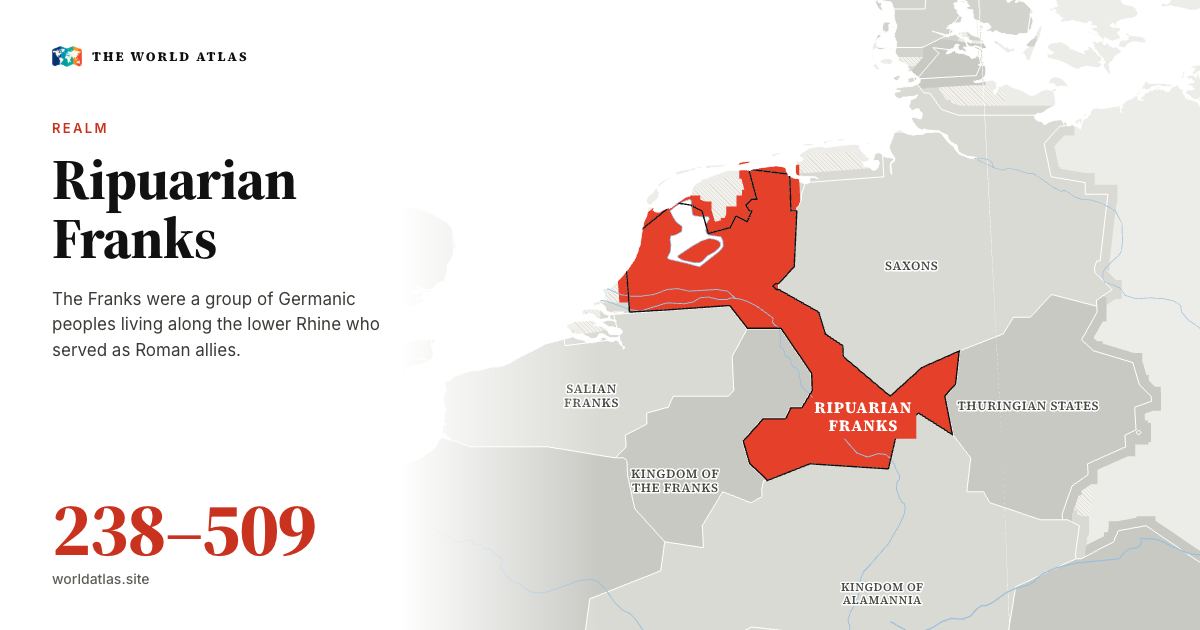 THE WORLD ATLAS
REALM
Ripuarian
Franks
The Franks were a group of Germanic
peoples living along the lower Rhine who
served as Roman allies.
238–509
worldatlas.site
SAXONS
SALIAN
FRANKS
RIPUARIAN
FRANKS
THURINGIAN STATES
KINGDOM OF
THE FRANKS
KINGDOM OF
ALAMANNIA